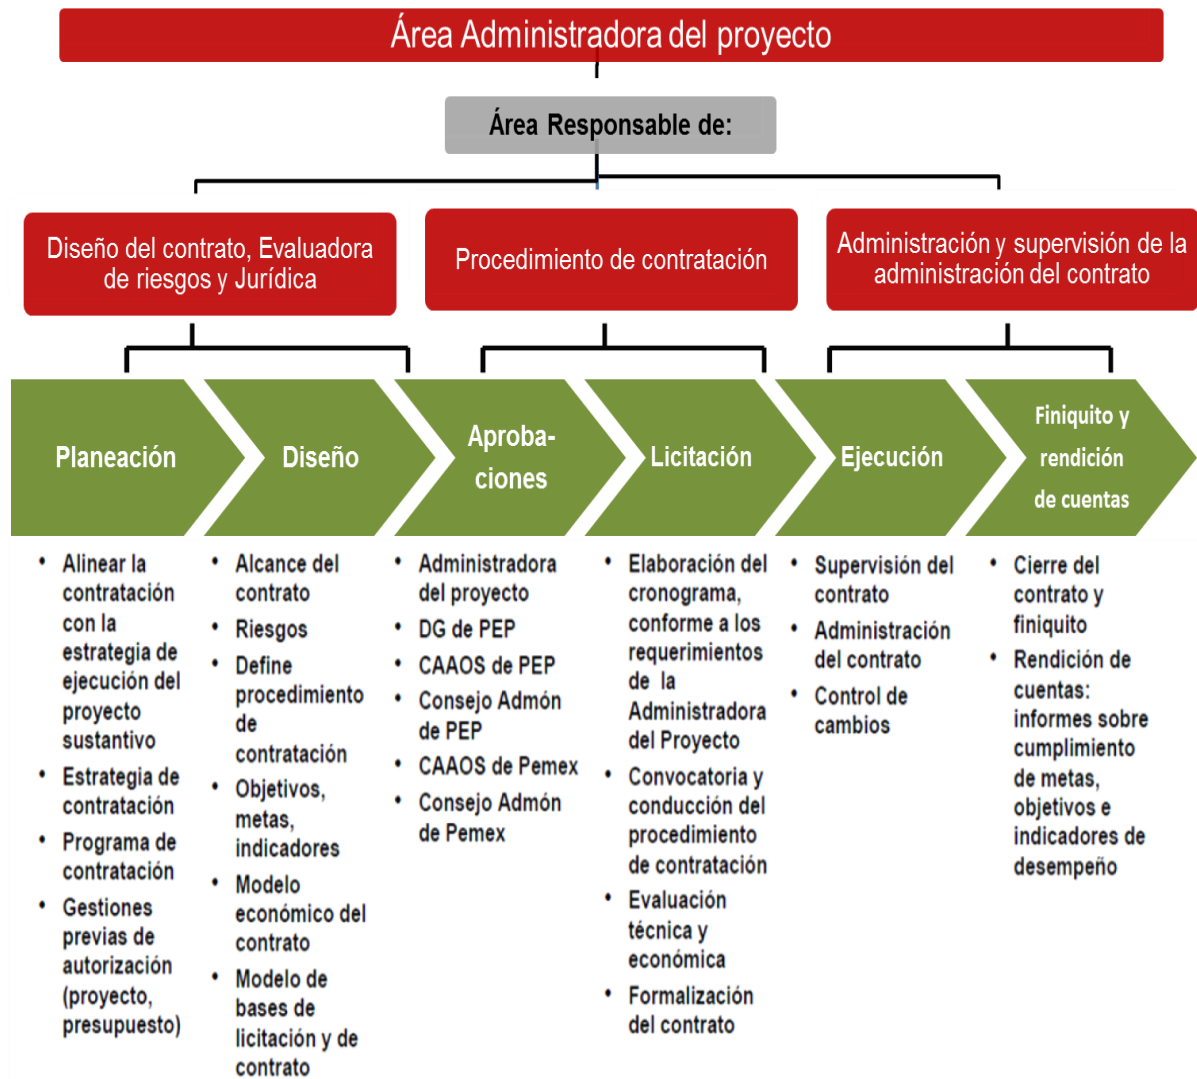 Área Administradora del proyecto
Área Responsable de:
Diseño del contrato, Evaluadora
de riesgos y Jurídica
Procedimiento de contratación
Administración y supervisión de la
administración del contrato
Planeación
Diseño
Aproba-
ciones
Licitación
Ejecución
Finiquito y
rendición
de cuentas
• Alinear la
contratación
con la
estrategia de
ejecución del
proyecto
sustantivo
• Estrategia de
contratación
• Programa de
contratación
• Gestiones
previas de
autorización
(proyecto,
presupuesto)
• Alcance del
contrato
• Riesgos
• Define
procedimiento
de
contratación
• Objetivos,
metas,
indicadores
• Modelo
económico del
contrato
• Modelo de
bases de
licitación y de
contrato
• Administradora
del proyecto
• DG de PEP
• CAAOS de PEP
• Consejo Admón
de PEP
• CAAOS de Pemex
• Consejo Admón
de Pemex
• Elaboración del
cronograma,
conforme a los
requerimientos
de la
Administradora
del Proyecto
• Convocatoria y
conducción del
procedimiento
de contratación
• Evaluación
técnica y
económica
• Formalización
del contrato
• Supervisión del
contrato
• Administración
del contrato
• Control de
cambios
• Cierre del
contrato y
finiquito
• Rendición de
cuentas:
informes sobre
cumplimiento
de metas,
objetivos e
indicadores de
desempeño